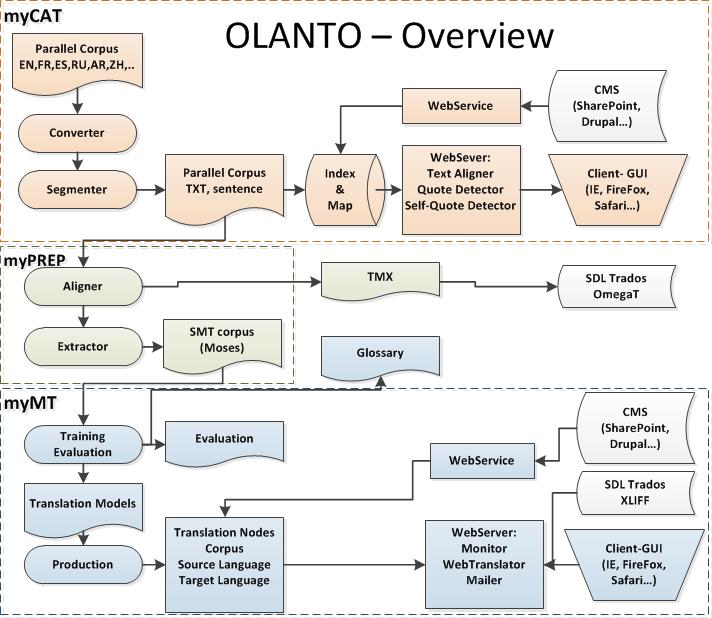 myCAT
OLANTO – Overview
Parallel Corpus
EN,FR,ES,RU,AR,ZH,..
CMS
(SharePoint,
Drupal...)
WebService
Converter
Segmenter
Parallel Corpus
TXT, sentence
Index
&
Map
WebSever:
Text Aligner
Quote Detector
Self-Quote Detector
Client- GUI
(IE, FireFox,
Safari...)
myPREP
Aligner
TMX
SDL Trados
OmegaT
Extractor
SMT corpus
(Moses)
Glossary
myMT
Training
Evaluation
Evaluation
CMS
(SharePoint,
Drupal...)
WebService
SDL Trados
XLIFF
Translation Models
Production
Translation Nodes
Corpus
Source Language
Target Language
WebServer:
Monitor
WebTranslator
Mailer
Client-GUI
(IE, FireFox,
Safari...)